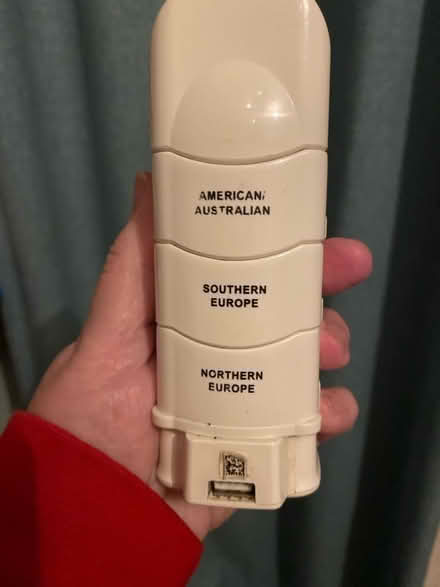 AMERICAN/
AUSTRALIAN
SOUTHERN
EUROPE
NORTHERN
EUROPE